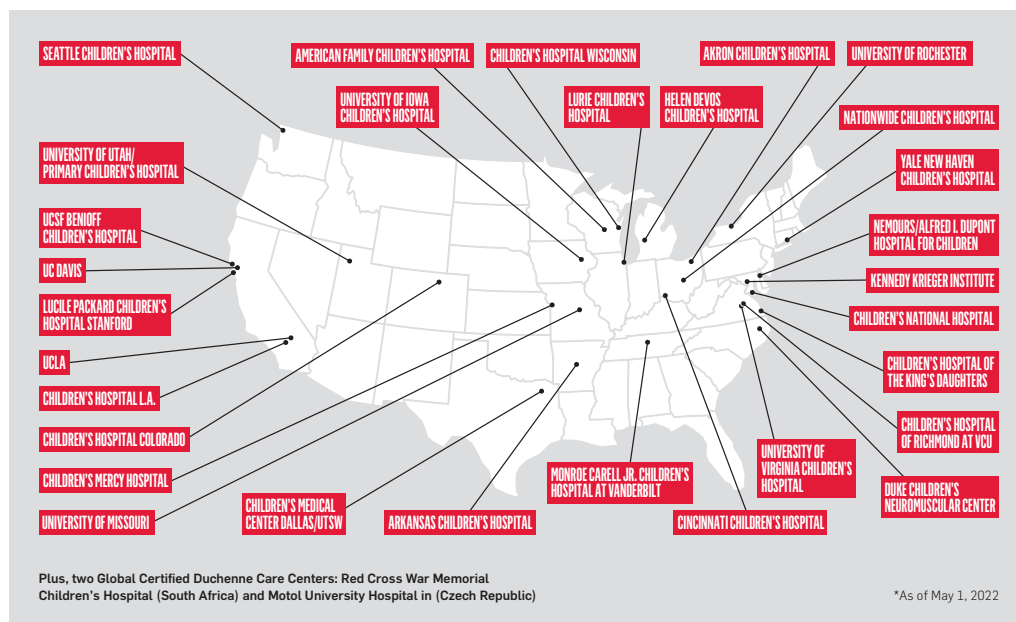 SEATTLE CHILDREN'S HOSPITAL
AMERICAN FAMILY CHILDREN'S HOSPITAL
CHILDREN'S HOSPITAL WISCONSIN
AKRON CHILDREN'S HOSPITAL
UNIVERSITY OF ROCHESTER
UNIVERSITY OF IOWA
CHILDREN'S HOSPITAL
LURIE CHILDREN'S
HOSPITAL
HELEN DEVOS
CHILDREN'S HOSPITAL
NATIONWIDE CHILDREN'S HOSPITAL
UNIVERSITY OF UTAH/
PRIMARY CHILDREN'S HOSPITAL
YALE NEW HAVEN
CHILDREN'S HOSPITAL
UCSF BENIOFF
CHILDREN'S HOSPITAL
NEMOURS/ALFRED I. DUPONT
HOSPITAL FOR CHILDREN
UC DAVIS
KENNEDY KRIEGER INSTITUTE
LUCILE PACKARD CHILDREN'S
HOSPITAL STANFORD
CHILDREN'S NATIONAL HOSPITAL
UCLA
CHILDREN'S HOSPITAL OF
THE KING'S DAUGHTERS
CHILDREN'S HOSPITAL L.A.
CHILDREN'S HOSPITAL
OF RICHMOND AT VCU
CHILDREN'S HOSPITAL COLORADO
UNIVERSITY OF
VIRGINIA CHILDREN'S
HOSPITAL
CHILDREN'S MERCY HOSPITAL
MONROE CARELL JR. CHILDREN'S
HOSPITAL AT VANDERBILT
DUKE CHILDREN'S
NEUROMUSCULAR CENTER
UNIVERSITY OF MISSOURI
CHILDREN'S MEDICAL
CENTER DALLAS/UTSW
ARKANSAS CHILDREN'S HOSPITAL
CINCINNATI CHILDREN'S HOSPITAL
Plus, two Global Certified Duchenne Care Centers: Red Cross War Memorial
Children's Hospital (South Africa) and Motol University Hospital in (Czech Republic)
*As of May 1, 2022